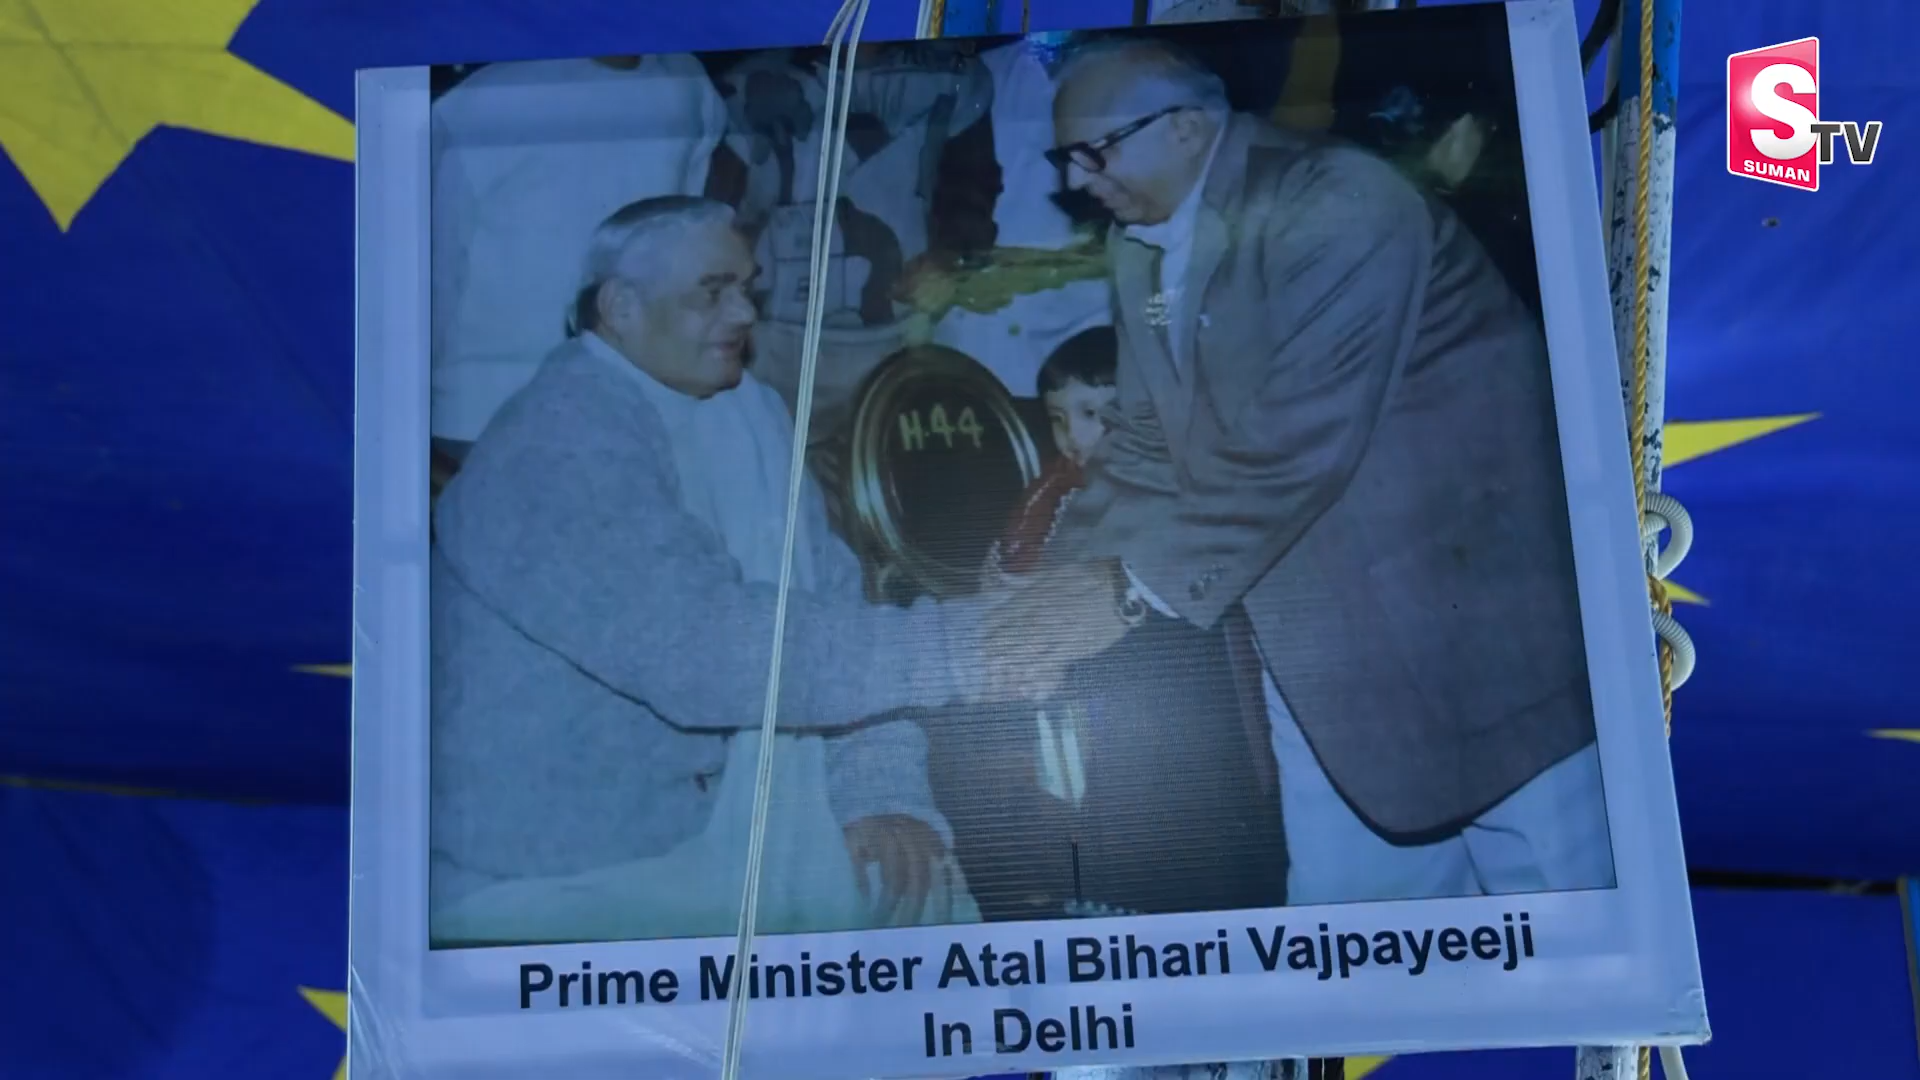 S TV
SUMAN
H.44
Prime Minister Atal Bihari Vajpayeeji
In Delhi